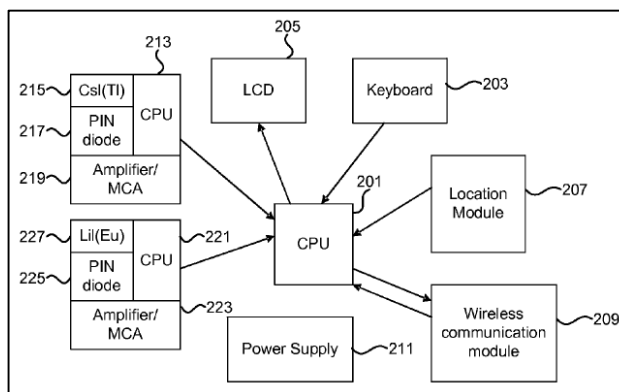 213
205
215
CsI(Tl)
CPU
LCD
Keyboard
203
217
PIN
diode
219
Amplifier/
MCA
201
CPU
Location
Module
207
227
LiI(Eu)
221
CPU
225
PIN
diode
223
Amplifier/
MCA
Power Supply
211
Wireless
communication
module
209